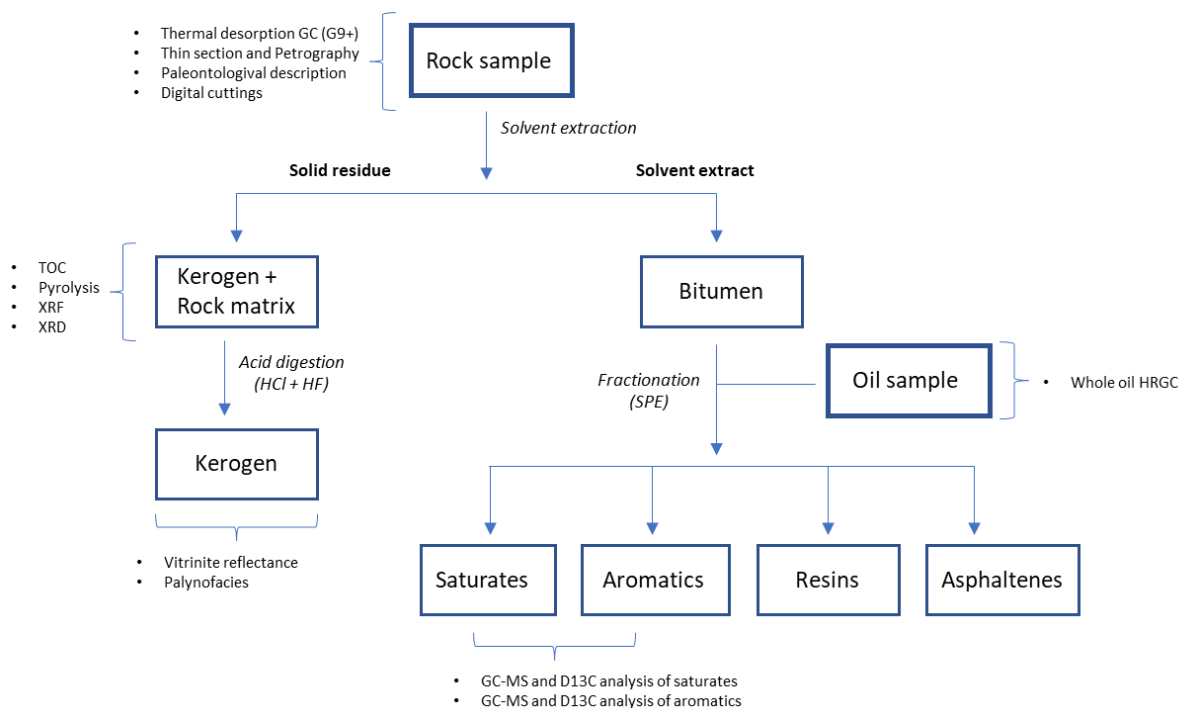 • Thermal desorption GC (G9+)
• Thin section and Petrography
• Paleontologival description
• Digital cuttings
Rock sample
Solvent extraction
Solid residue
Solvent extract
• TOC
• Pyrolysis
• XRF
• XRD
Kerogen +
Rock matrix
Bitumen
Acid digestion
(HCl + HF)
Fractionation
(SPE)
Oil sample
• Whole oil HRGC
Kerogen
• Vitrinite reflectance
• Palynofacies
Saturates
Aromatics
Resins
Asphaltenes
• GC-MS and D13C analysis of saturates
• GC-MS and D13C analysis of aromatics